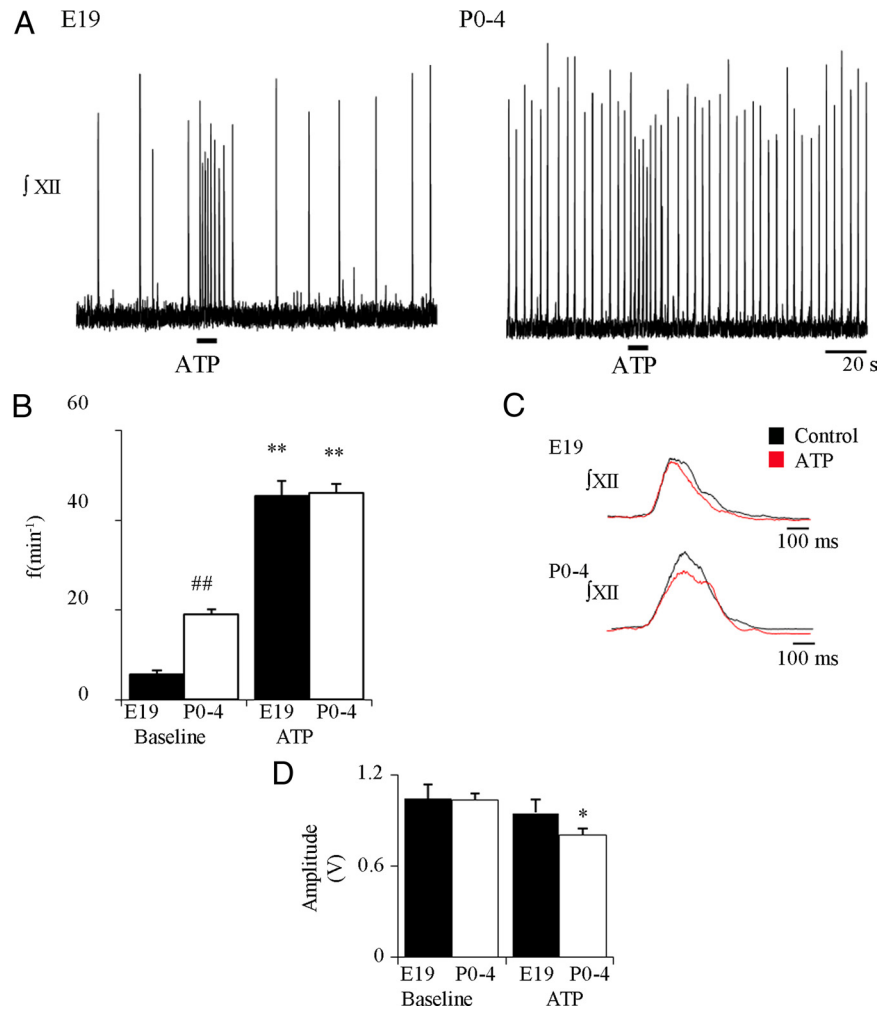 A
E19
P0-4
∫ XII
ATP
ATP
20 s
B
60
40
20
0
f(min-1)
##
**
**
E19 P0-4 E19 P0-4
Baseline ATP
C
Control
ATP
E19
∫XII
100 ms
P0-4
∫XII
100 ms
D
1.2
0.6
0
Amplitude
(V)
*
E19 P0-4 E19 P0-4
Baseline ATP